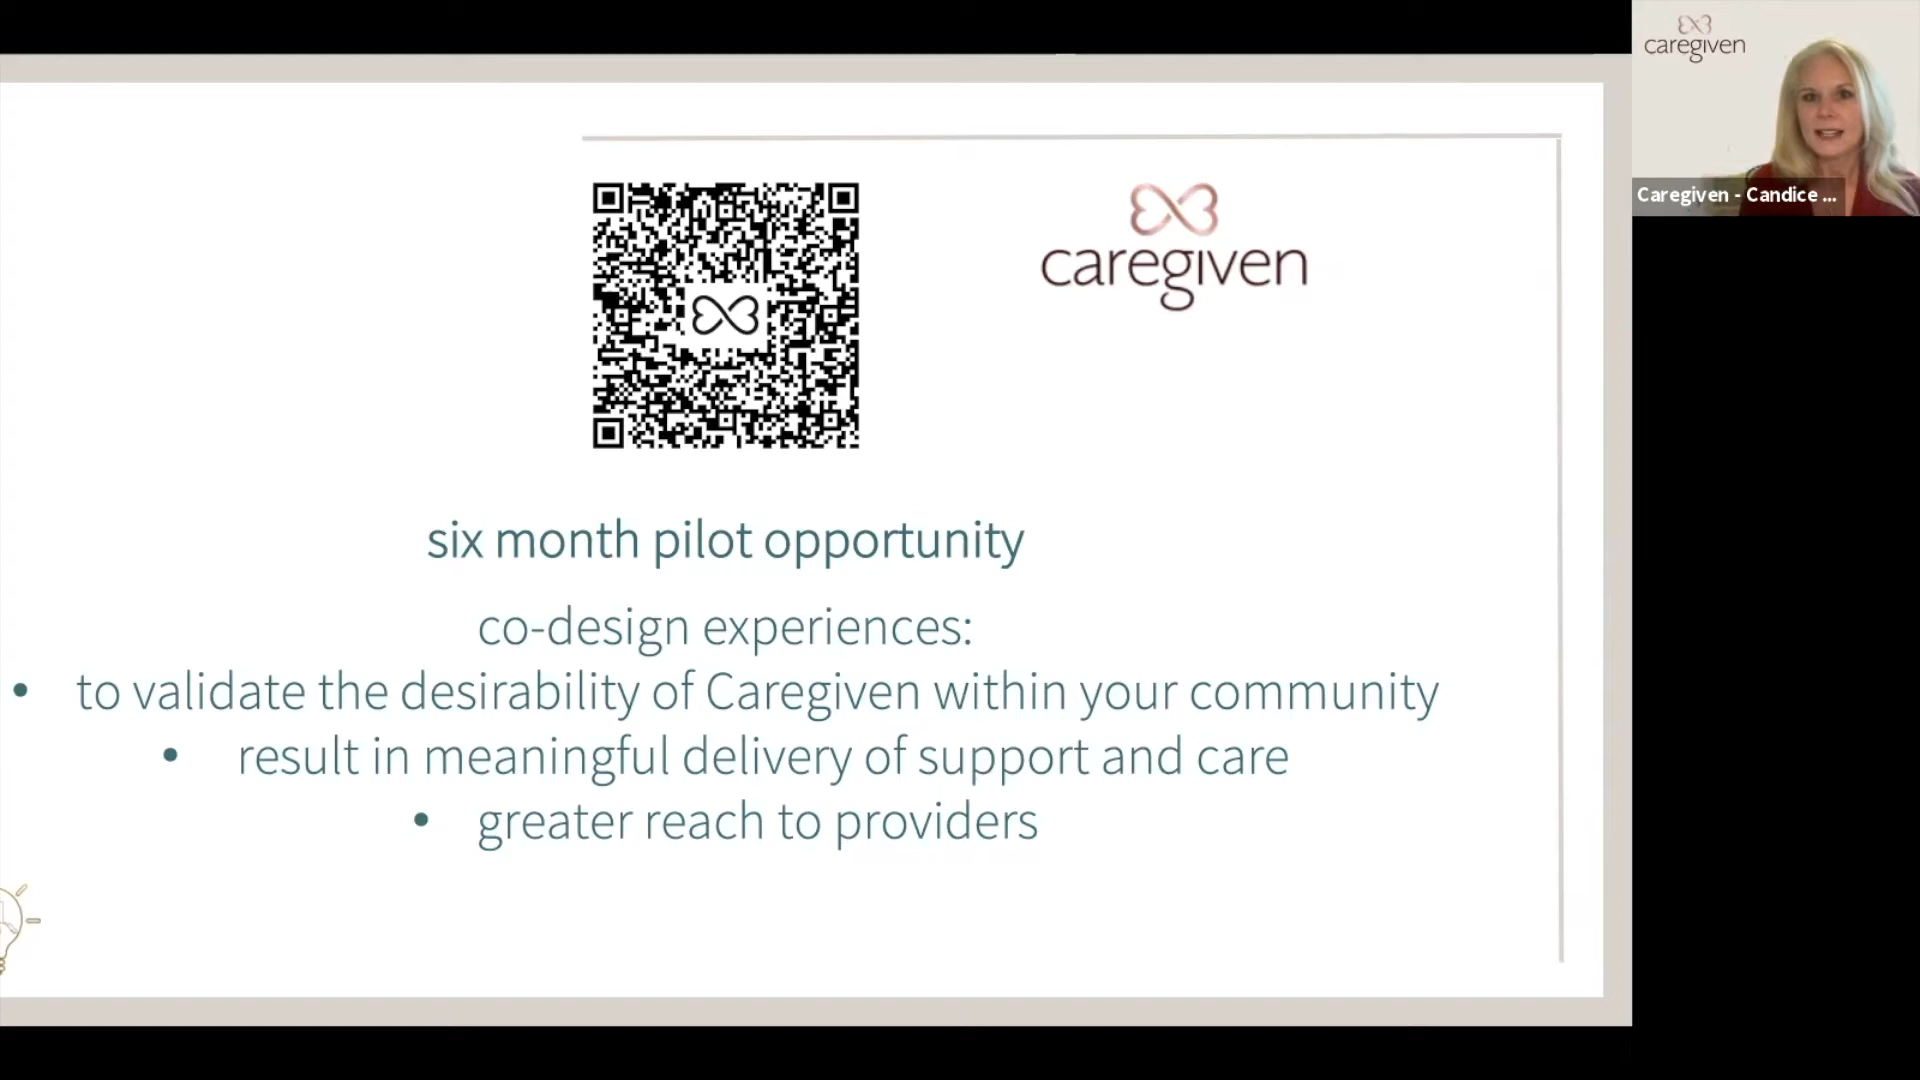 caregiven
Caregiven - Candice ...
caregiven
six month pilot opportunity
co-design experiences:
• to validate the desirability of Caregiven within your community
• result in meaningful delivery of support and care
• greater reach to providers